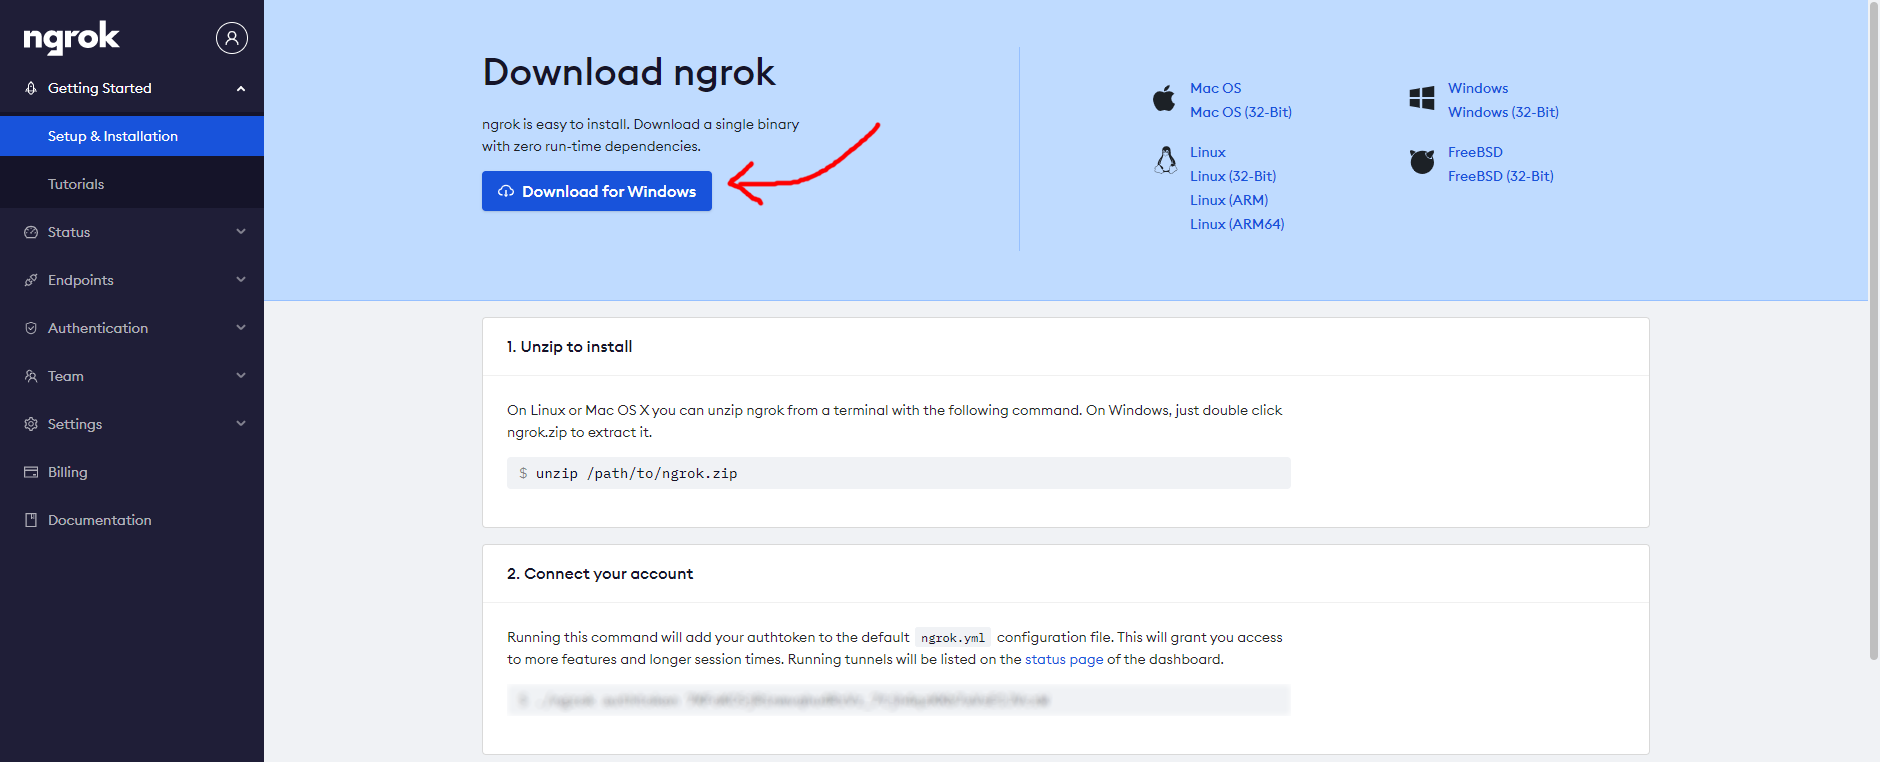 ngrok
Getting Started
Setup & Installation
Tutorials
Status
Endpoints
Authentication
Team
Settings
Billing
Documentation
Download ngrok
ngrok is easy to install. Download a single binary
with zero run-time dependencies.
Download for Windows
Mac OS
Mac OS (32-Bit)
Linux
Linux (32-Bit)
Linux (ARM)
Linux (ARM64)
Windows
Windows (32-Bit)
FreeBSD
FreeBSD (32-Bit)
1. Unzip to install
On Linux or Mac OS X you can unzip ngrok from a terminal with the following command. On Windows, just double click
ngrok.zip to extract it.
$ unzip /path/to/ngrok.zip
2. Connect your account
Running this command will add your authtoken to the default ngrok.yml configuration file. This will grant you access
to more features and longer session times. Running tunnels will be listed on the status page of the dashboard.